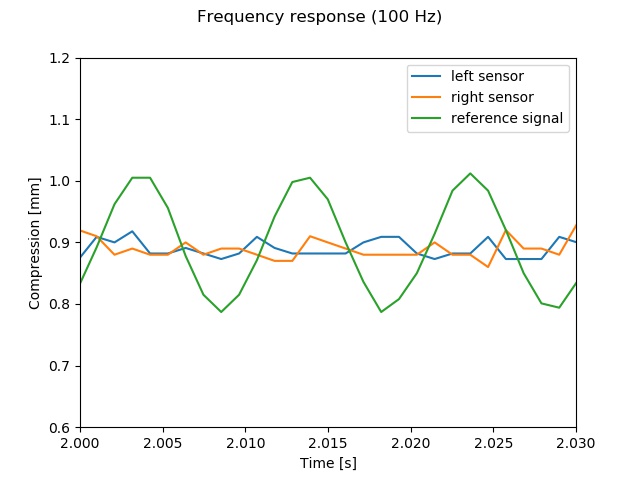 Frequency response (100 Hz)
left sensor
right sensor
reference signal
1.2
1.1
1.0
0.9
0.8
0.7
0.6
Compression [mm]
2.000 2.005 2.010 2.015 2.020 2.025 2.030
Time [s]